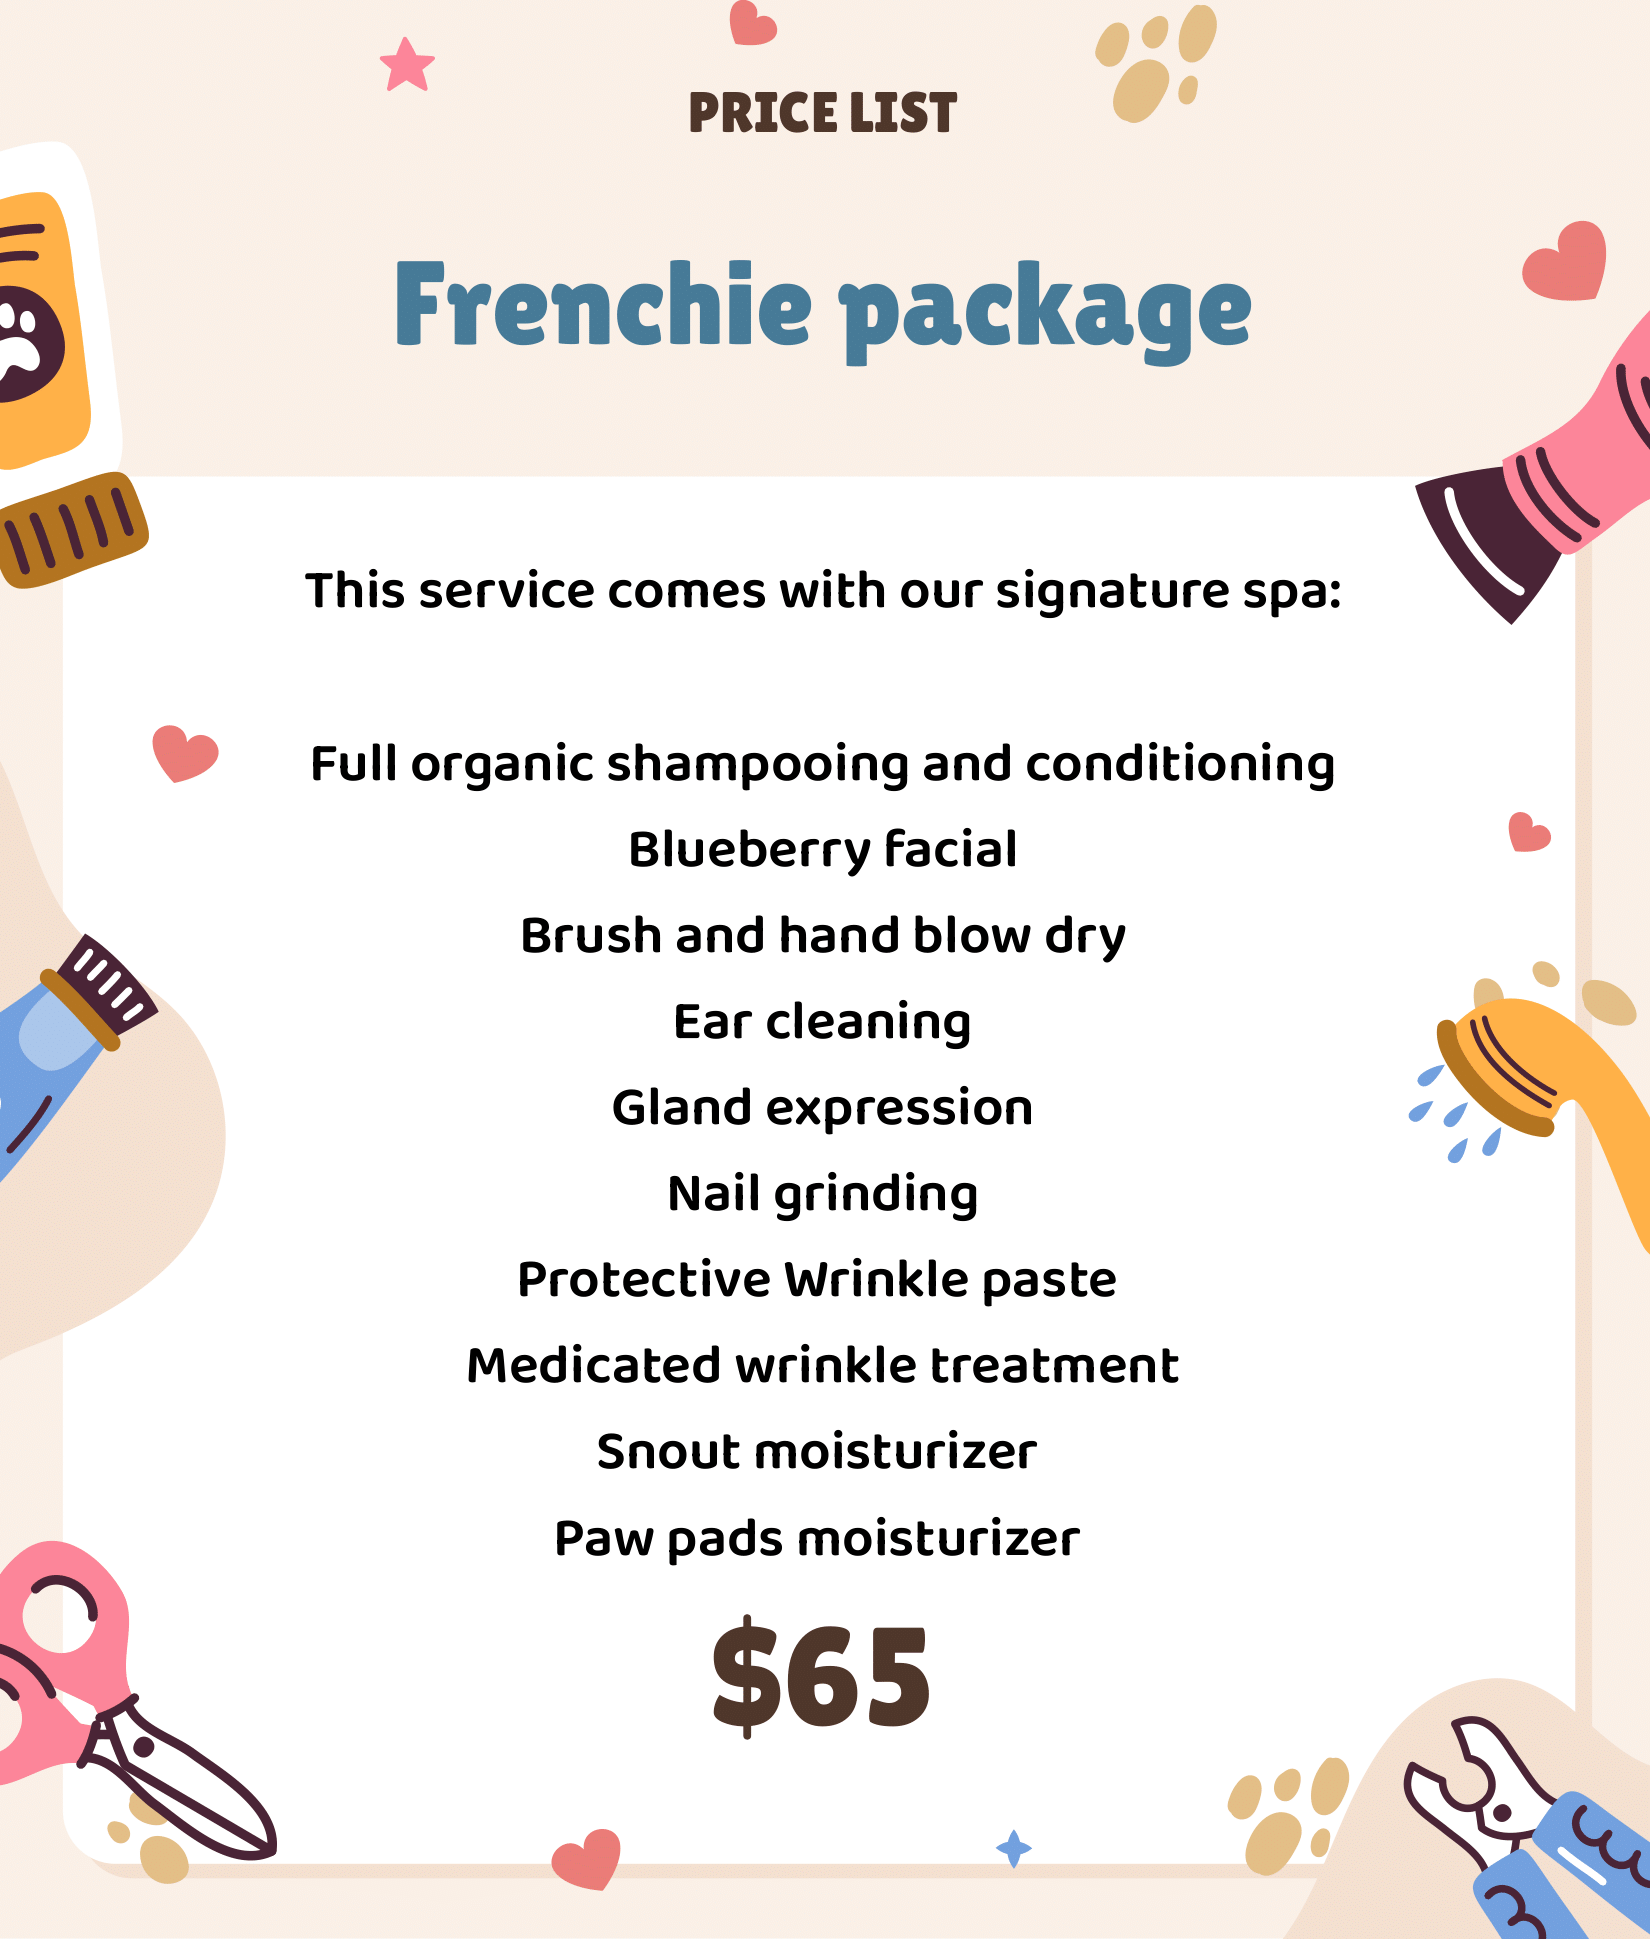 PRICE LIST
Frenchie package
This service comes with our signature spa:
Full organic shampooing and conditioning
Blueberry facial
Brush and hand blow dry
Ear cleaning
Gland expression
Nail grinding
Protective Wrinkle paste
Medicated wrinkle treatment
Snout moisturizer
Paw pads moisturizer
$65